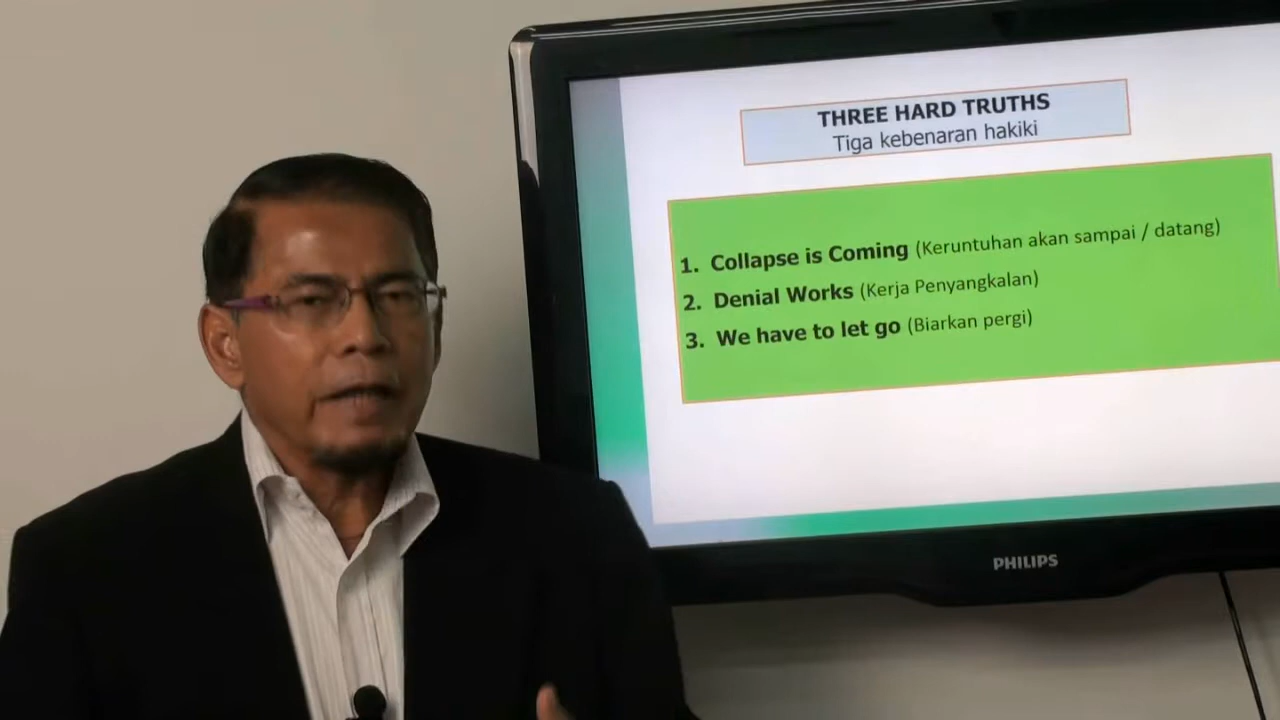 THREE HARD TRUTHS
Tiga kebenaran hakiki
1. Collapse is Coming (Keruntuhan akan sampai / datang)
2. Denial Works (Kerja Penyangkalan)
3. We have to let go (Biarkan pergi)
PHILIPS